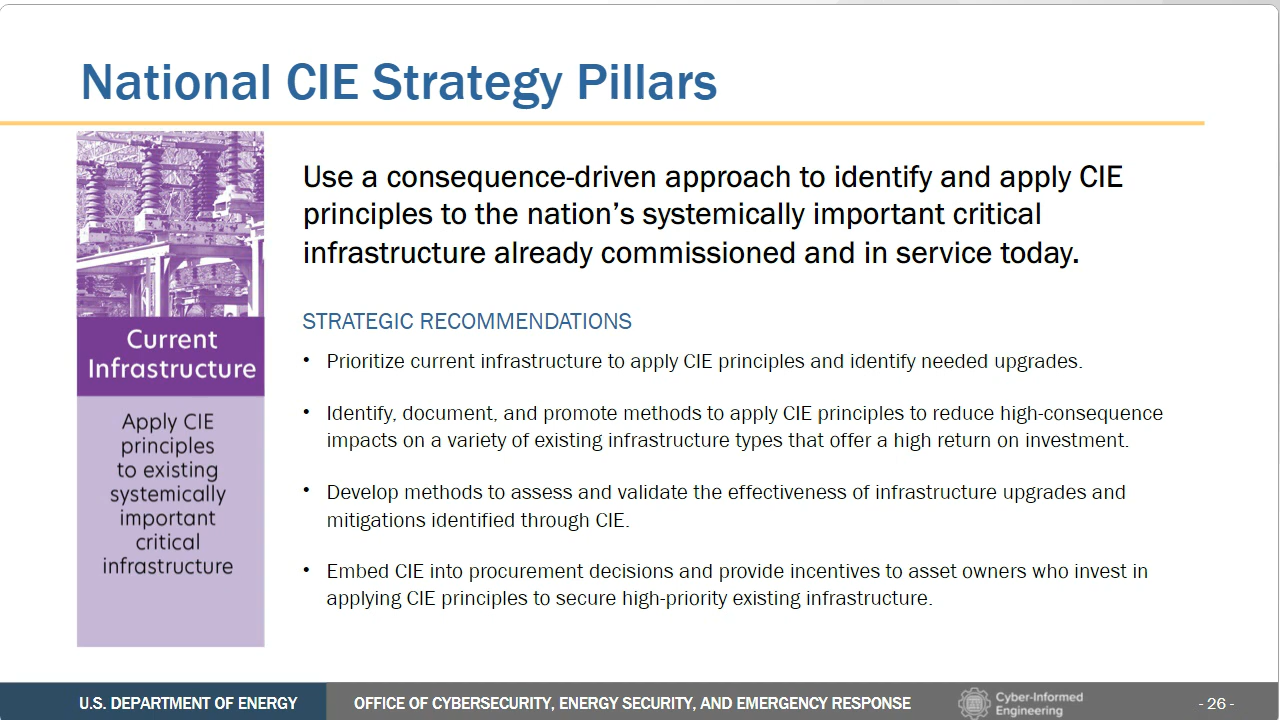 National CIE Strategy Pillars
Current
Infrastructure
Apply CIE
principles
to existing
systemically
important
critical
infrastructure
Use a consequence-driven approach to identify and apply CIE
principles to the nation’s systemically important critical
infrastructure already commissioned and in service today.
STRATEGIC RECOMMENDATIONS
• Prioritize current infrastructure to apply CIE principles and identify needed upgrades.
• Identify, document, and promote methods to apply CIE principles to reduce high-consequence
impacts on a variety of existing infrastructure types that offer a high return on investment.
• Develop methods to assess and validate the effectiveness of infrastructure upgrades and
mitigations identified through CIE.
• Embed CIE into procurement decisions and provide incentives to asset owners who invest in
applying CIE principles to secure high-priority existing infrastructure.
U.S. DEPARTMENT OF ENERGY
OFFICE OF CYBERSECURITY, ENERGY SECURITY, AND EMERGENCY RESPONSE
Cyber-Informed
Engineering
- 26 -